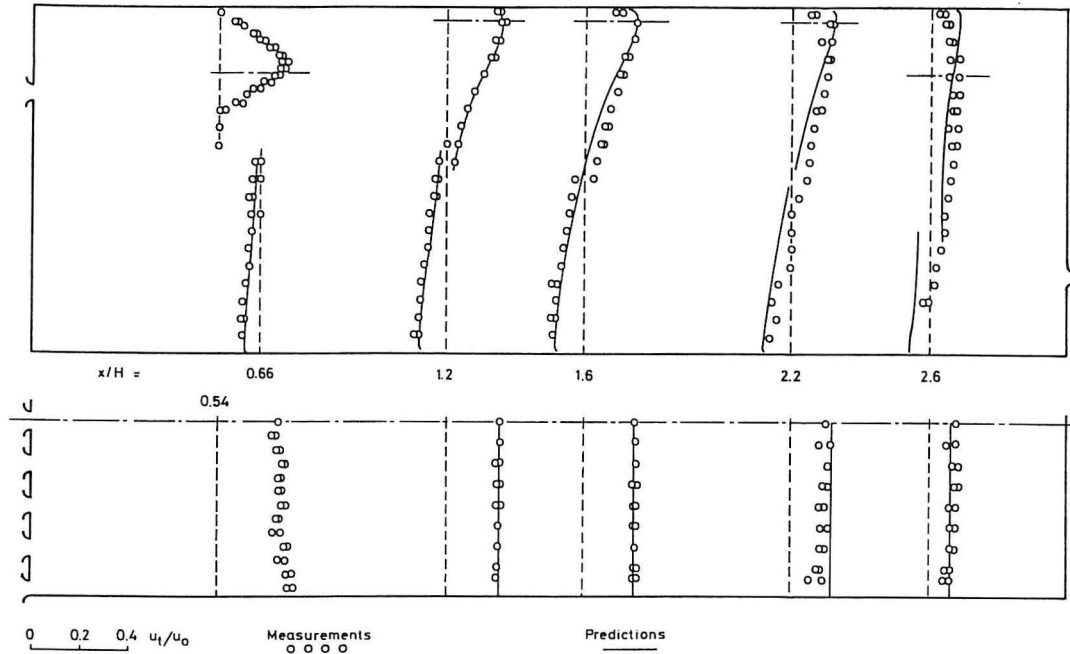 x/H = 0.66 1.2 1.6 2.2 2.6
0.54
0 0.2 0.4 u_t/u_o Measurements Predictions